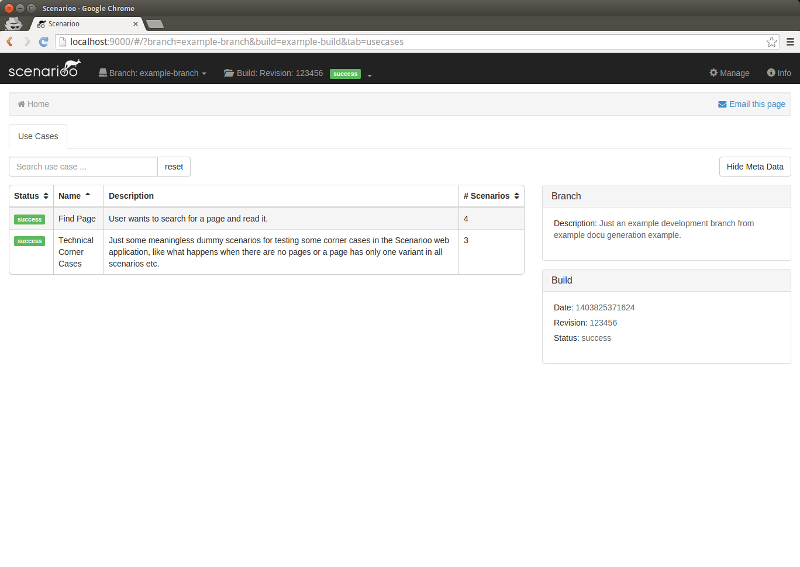 Scenarioo - Google Chrome
Scenarioo
localhost:9000/#/?branch=example-branch&build=example-build&tab=usecases
scenarioo Branch: example-branch Build: Revision: 123456 success Manage Info
Home Email this page
Use Cases
Search use case ... reset Hide Meta Data
Status Name Description # Scenarios
success Find Page User wants to search for a page and read it. 4
success Technical Corner Cases Just some meaningless dummy scenarios for testing some corner cases in the Scenarioo web 3
application, like what happens when there are no pages or a page has only one variant in all
scenarios etc.
Branch
Description: Just an example development branch from
example docu generation example.
Build
Date: 1403825371624
Revision: 123456
Status: success